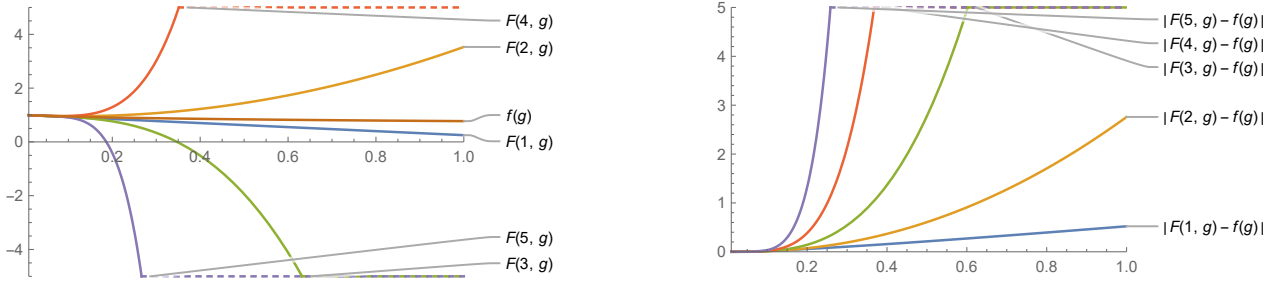 4
2
0
−2
−4
0.2
0.4
0.6
0.8
1.0
F(4, g)
F(2, g)
f(g)
F(1, g)
F(5, g)
F(3, g)
5
4
3
2
1
0
0.2
0.4
0.6
0.8
1.0
| F(5, g) − f(g) |
| F(4, g) − f(g) |
| F(3, g) − f(g) |
| F(2, g) − f(g) |
| F(1, g) − f(g) |